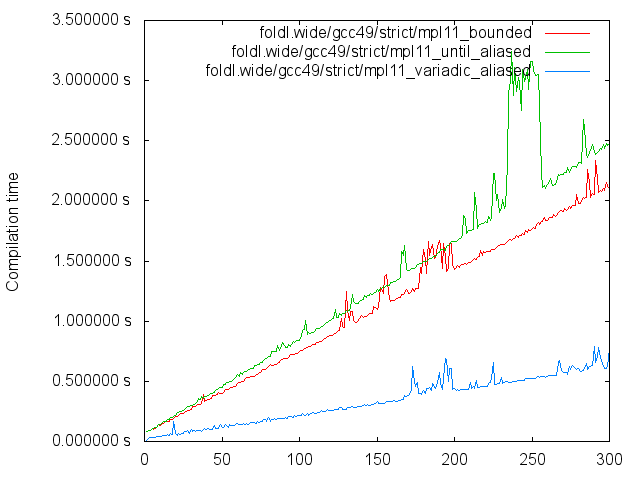 foldl.wide/gcc49/strict/mpl11_bounded
foldl.wide/gcc49/strict/mpl11_until_aliased
foldl.wide/gcc49/strict/mpl11_variadic_aliased
3.500000 s
3.000000 s
2.500000 s
2.000000 s
1.500000 s
1.000000 s
0.500000 s
0.000000 s
Compilation time
0 50 100 150 200 250 300